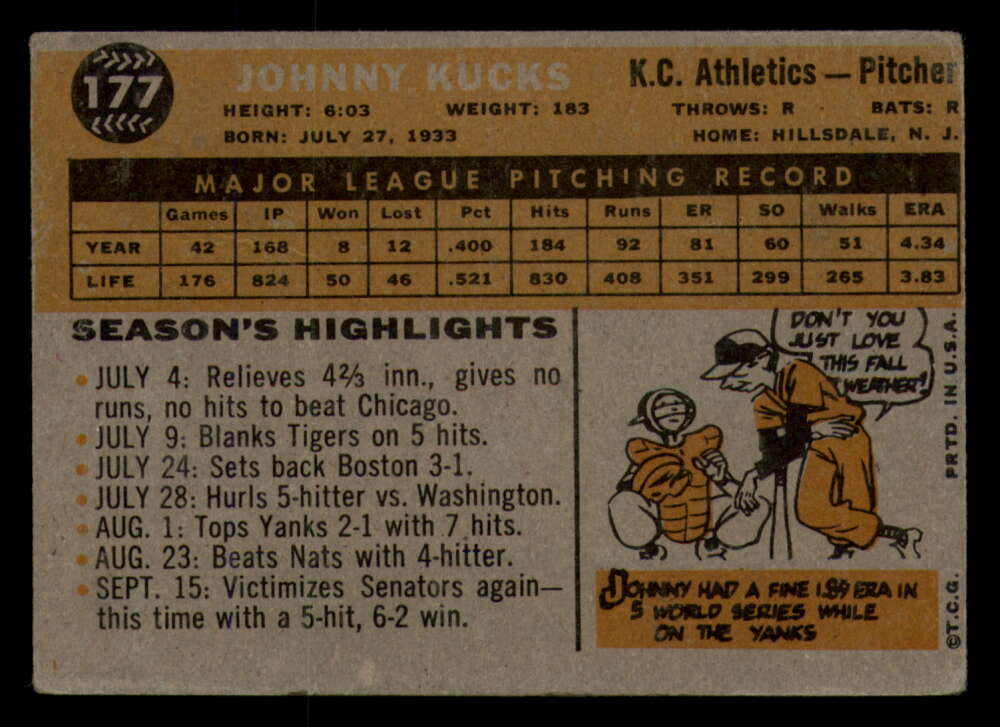 177
JOHNNY KUCKS
K.C. Athletics — Pitcher
HEIGHT: 6:03 WEIGHT: 183 THROWS: R BATS: R
BORN: JULY 27, 1933 HOME: HILLSDALE, N. J.
MAJOR LEAGUE PITCHING RECORD
Games IP Won Lost Pct Hits Runs ER SO Walks ERA
YEAR 42 168 8 12 .400 184 92 81 60 51 4.34
LIFE 176 824 50 46 .521 830 408 351 299 265 3.83
SEASON'S HIGHLIGHTS
• JULY 4: Relieves 4⅔ inn., gives no
runs, no hits to beat Chicago.
• JULY 9: Blanks Tigers on 5 hits.
• JULY 24: Sets back Boston 3-1.
• JULY 28: Hurls 5-hitter vs. Washington.
• AUG. 1: Tops Yanks 2-1 with 7 hits.
• AUG. 23: Beats Nats with 4-hitter.
• SEPT. 15: Victimizes Senators again—
this time with a 5-hit, 6-2 win.
DON'T YOU
JUST LOVE
THIS FALL
WEATHER?
JOHNNY HAD A FINE 1.89 ERA IN
5 WORLD SERIES WHILE
ON THE YANKS
©T.C.G. PRTD. IN U.S.A.